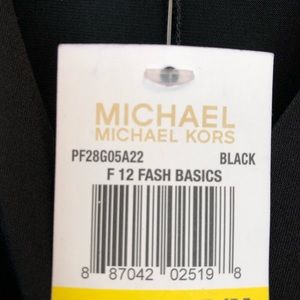 MICHAEL
MICHAEL KORS
PF28G05A22 BLACK
F 12 FASH BASICS
8 87042 02519 8